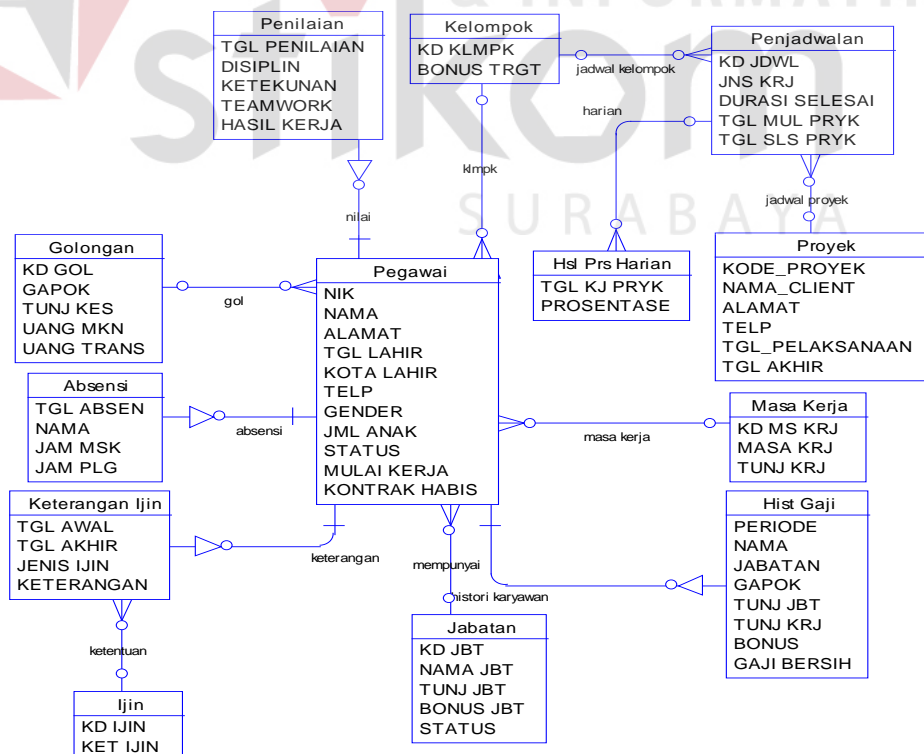 & INFORMATIK
stikom
SURABAYA
Penilaian
TGL PENILAIAN
DISIPLIN
KETEKUNAN
TEAMWORK
HASIL KERJA
Kelompok
KD KLMPK
BONUS TRGT
jadwal kelompok
Penjadwalan
KD JDWL
JNS KRJ
DURASI SELESAI
TGL MUL PRYK
TGL SLS PRYK
harian
klmpk
nilai
jadwal proyek
Golongan
KD GOL
GAPOK
TUNJ KES
UANG MKN
UANG TRANS
gol
Pegawai
NIK
NAMA
ALAMAT
TGL LAHIR
KOTA LAHIR
TELP
GENDER
JML ANAK
STATUS
MULAI KERJA
KONTRAK HABIS
Hsl Prs Harian
TGL KJ PRYK
PROSENTASE
Proyek
KODE_PROYEK
NAMA_CLIENT
ALAMAT
TELP
TGL_PELAKSANAAN
TGL AKHIR
Absensi
TGL ABSEN
NAMA
JAM MSK
JAM PLG
absensi
masa kerja
Masa Kerja
KD MS KRJ
MASA KRJ
TUNJ KRJ
Keterangan Ijin
TGL AWAL
TGL AKHIR
JENIS IJIN
KETERANGAN
keterangan
mempunyai
histori karyawan
Hist Gaji
PERIODE
NAMA
JABATAN
GAPOK
TUNJ JBT
TUNJ KRJ
BONUS
GAJI BERSIH
ketentuan
Jabatan
KD JBT
NAMA JBT
TUNJ JBT
BONUS JBT
STATUS
Ijin
KD IJIN
KET IJIN